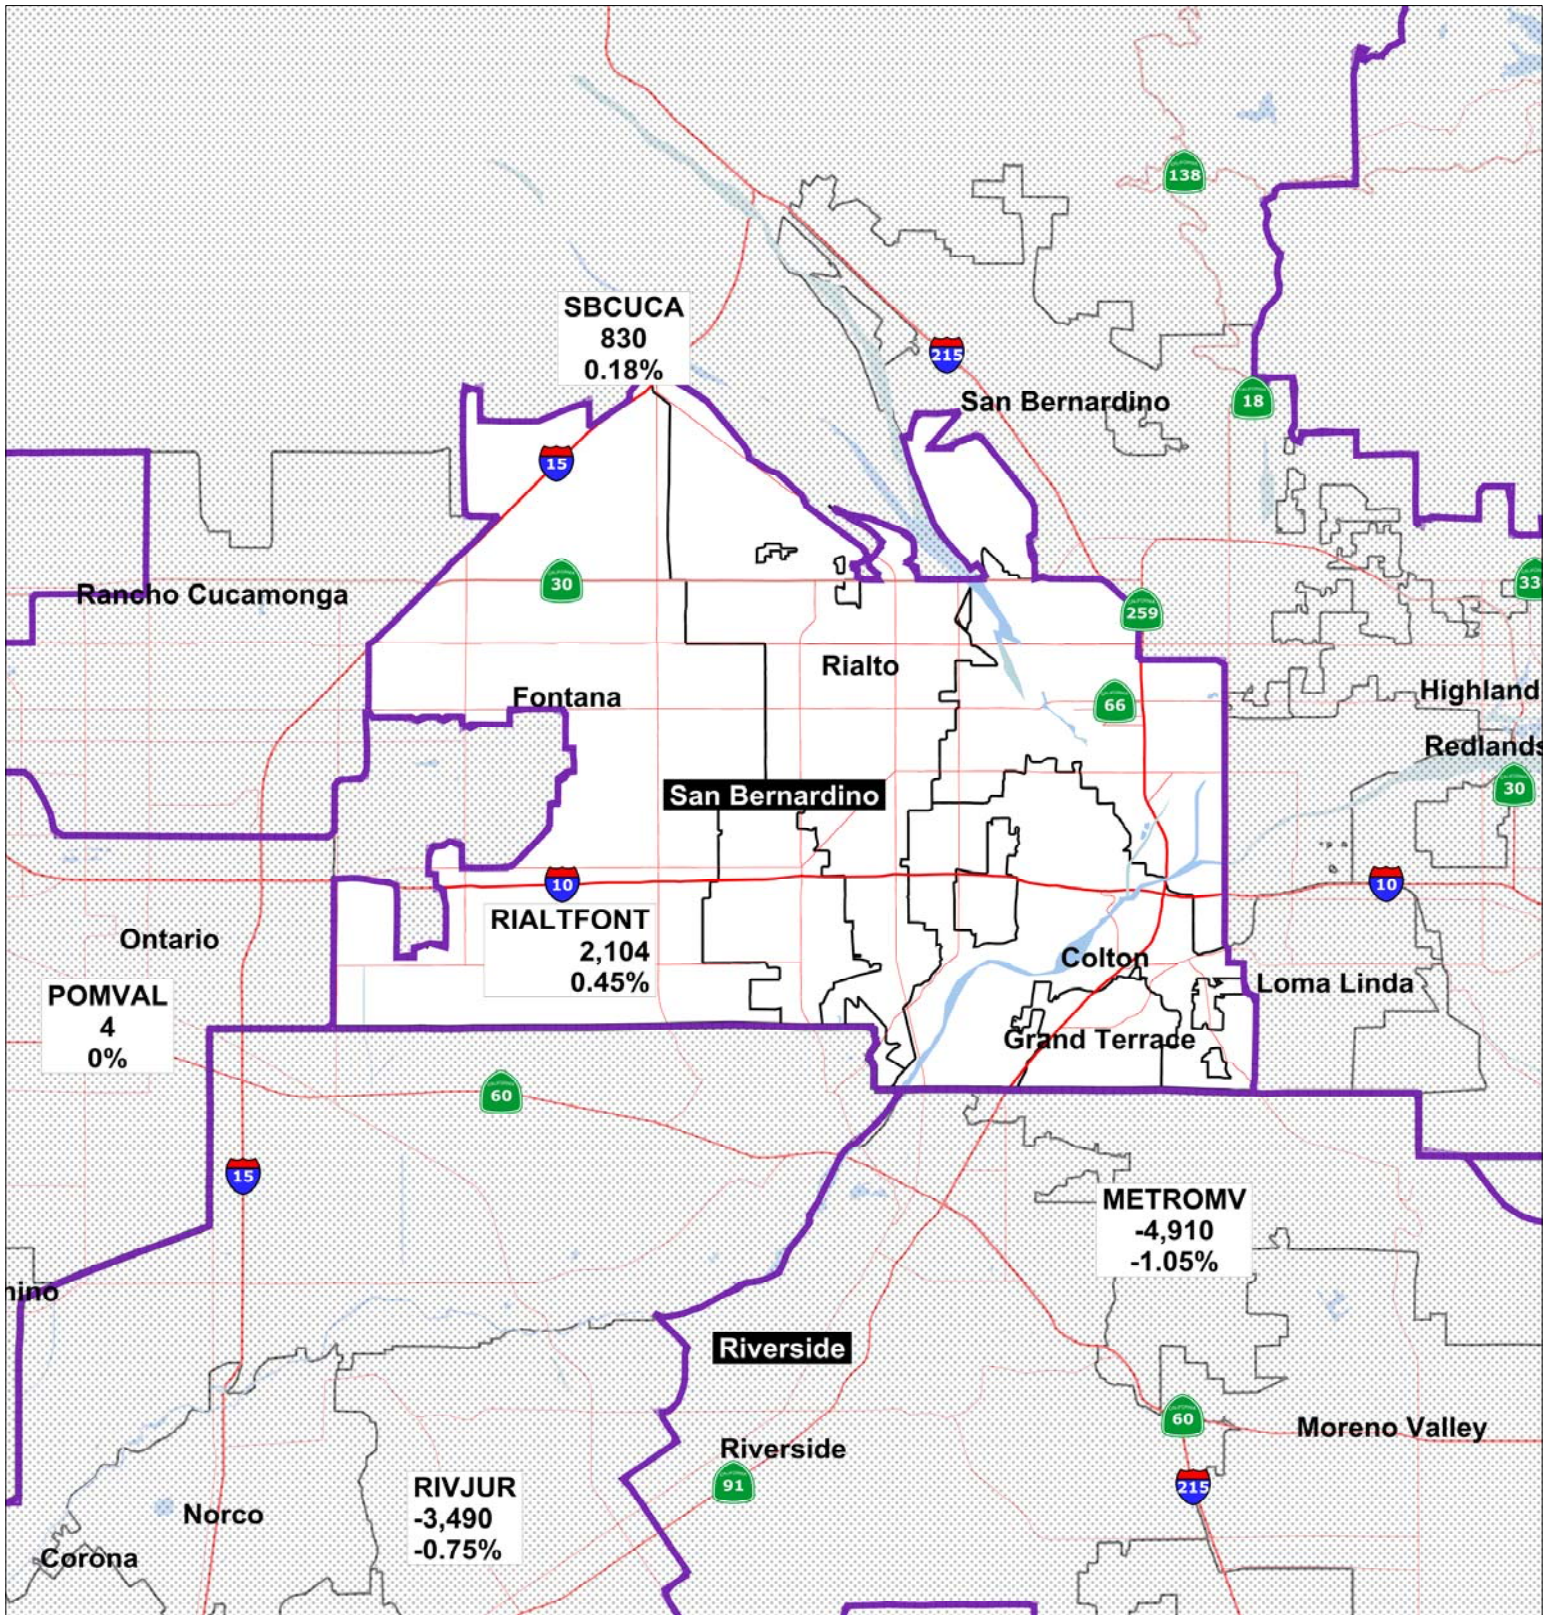 138
SBCUCA
830
0.18%
215
San Bernardino
18
15
30
Rancho Cucamonga
259
33
Rialto
Fontana
66
Highland
Redlands
San Bernardino
30
10
10
RIALTFONT
2,104
0.45%
Ontario
Colton
Loma Linda
POMVAL
4
0%
Grand Terrace
60
15
METROMV
-4,910
-1.05%
hino
Riverside
60
Moreno Valley
Riverside
91
215
RIVJUR
-3,490
-0.75%
Norco
Corona